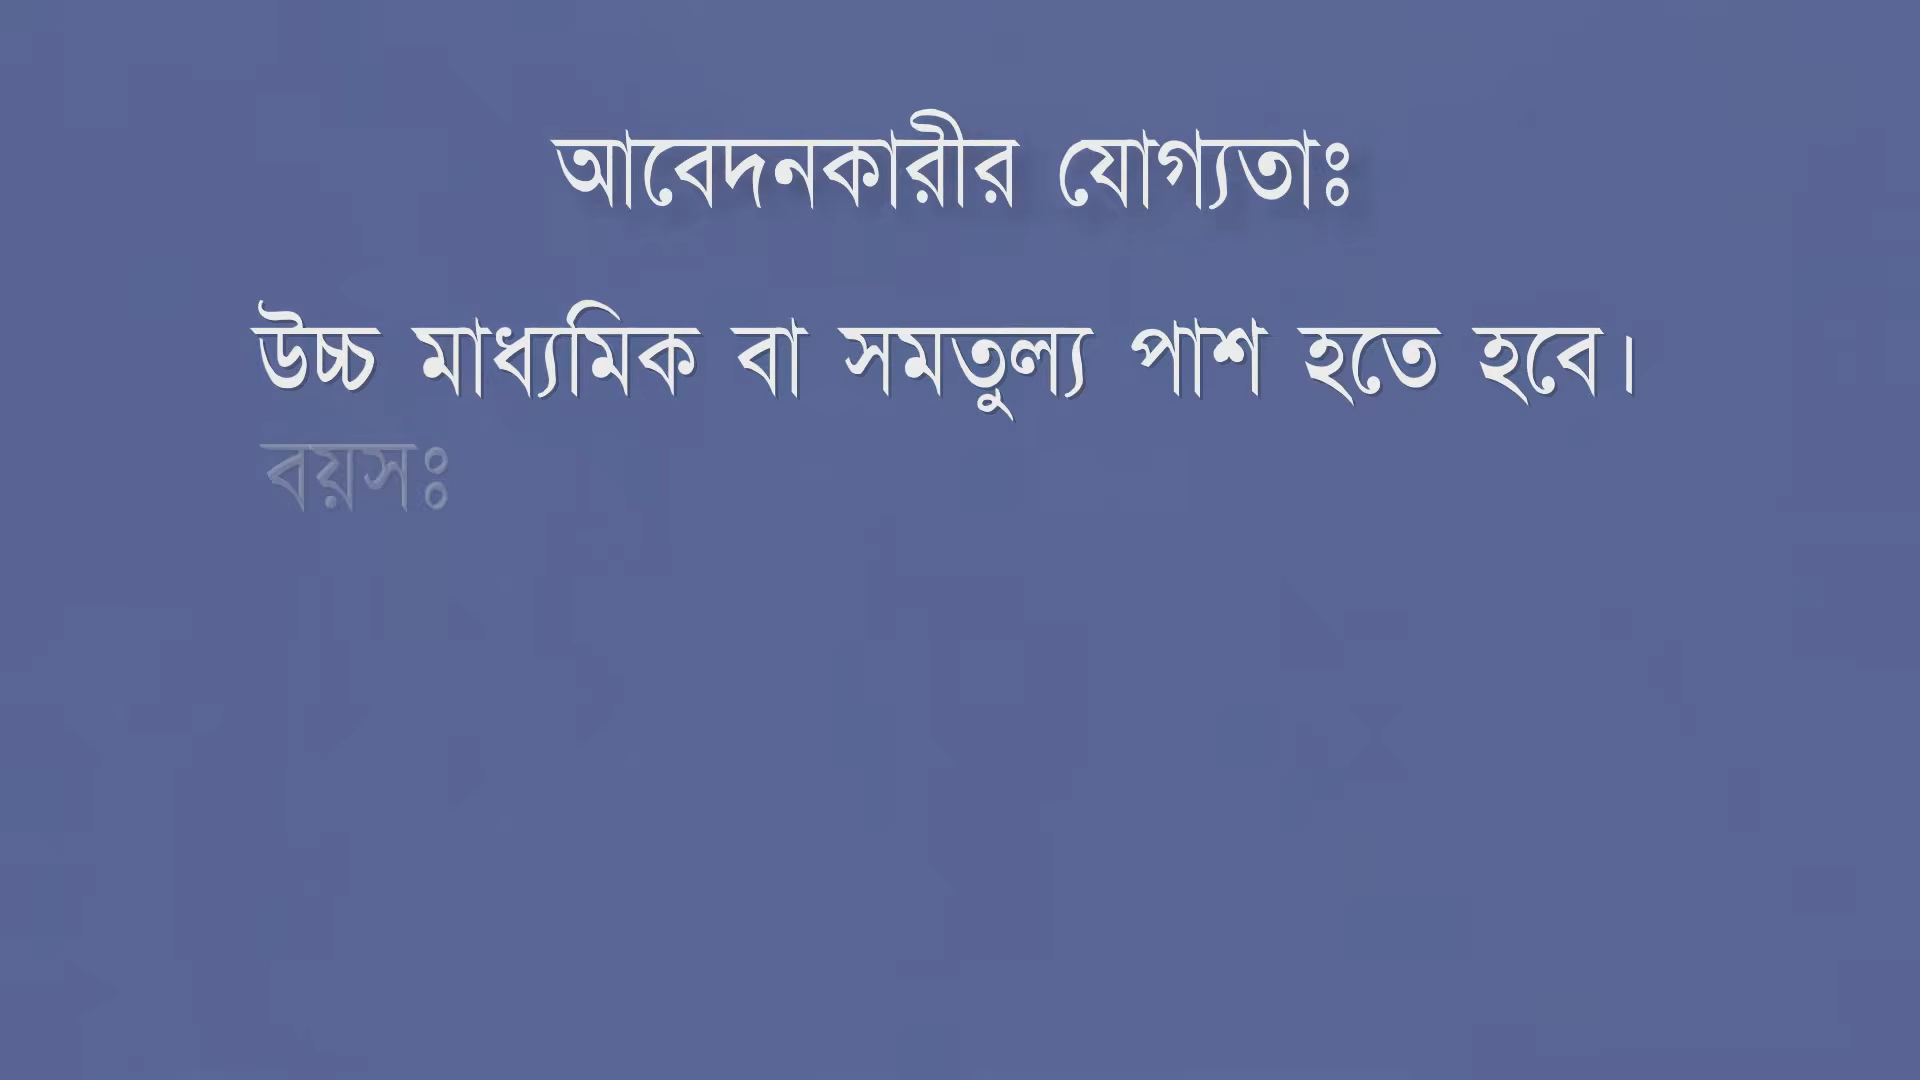 আবেদনকারীর যোগ্যতাঃ
উচ্চ মাধ্যমিক বা সমতুল্য পাশ হতে হবে।
বয়সঃ